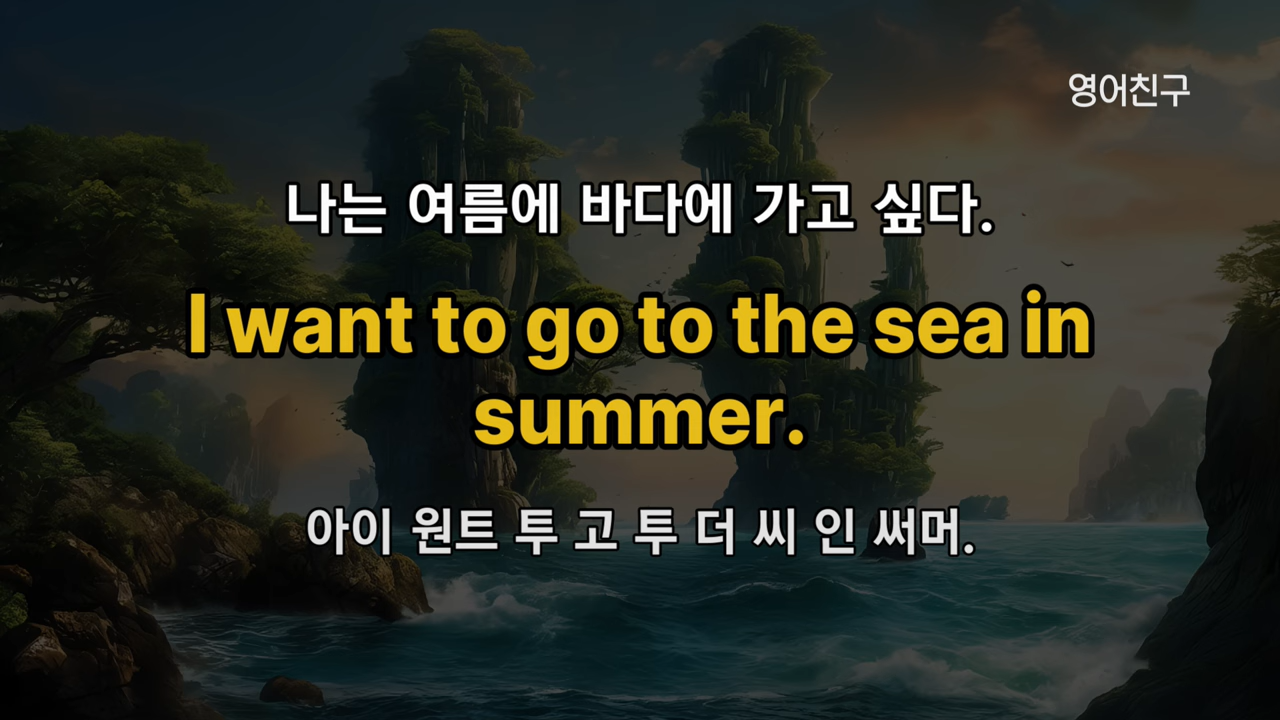 영어친구
나는 여름에 바다에 가고 싶다.
I want to go to the sea in
summer.
아이 원트 투 고 투 더 씨 인 써머.